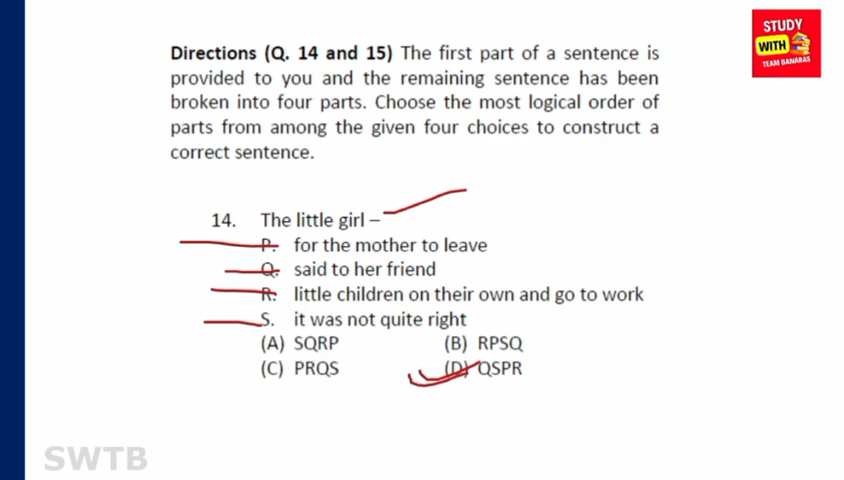 STUDY
WITH
TEAM BANARAS
Directions (Q. 14 and 15) The first part of a sentence is
provided to you and the remaining sentence has been
broken into four parts. Choose the most logical order of
parts from among the given four choices to construct a
correct sentence.
14. The little girl –
P. for the mother to leave
Q. said to her friend
R. little children on their own and go to work
S. it was not quite right
(A) SQRP (B) RPSQ
(C) PRQS (D) QSPR
SWTB